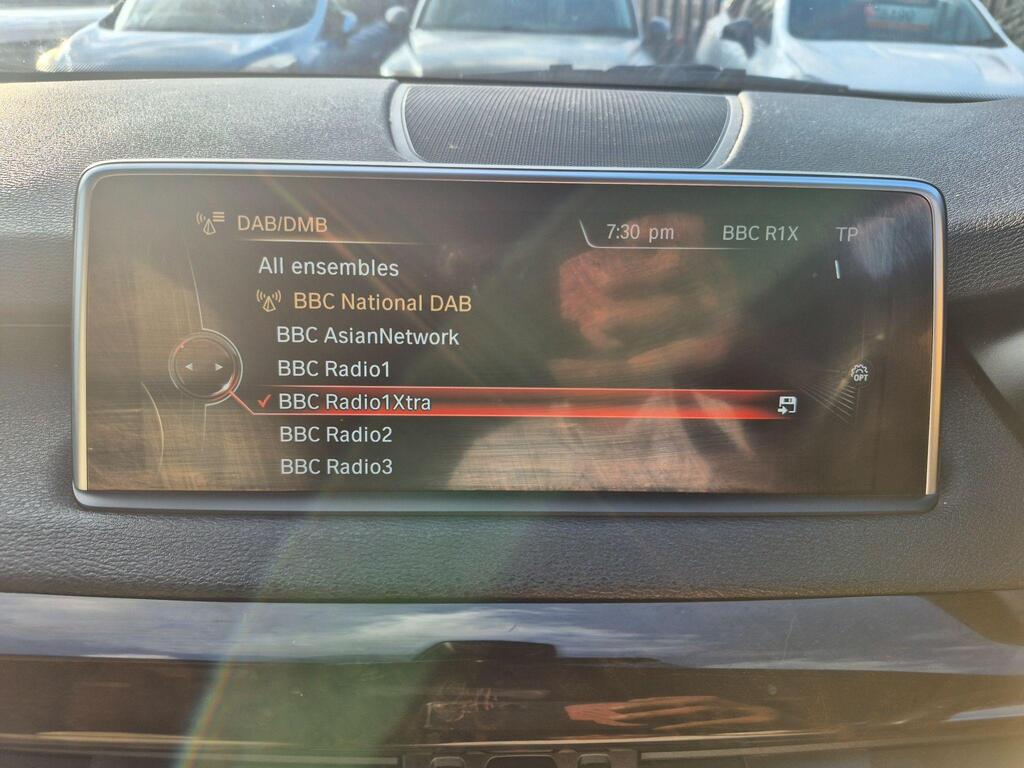 DAB/DMB
7:30 pm BBC R1X TP
All ensembles
BBC National DAB
BBC AsianNetwork
BBC Radio1
OPT
BBC Radio1Xtra
BBC Radio2
BBC Radio3